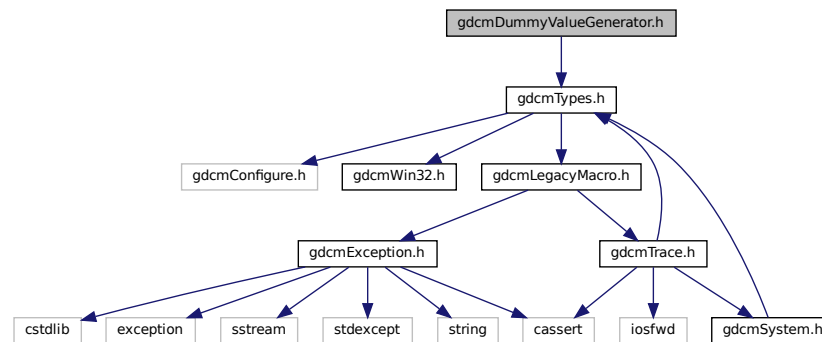 gdcmDummyValueGenerator.h
gdcmTypes.h
gdcmConfigure.h
gdcmWin32.h
gdcmLegacyMacro.h
gdcmException.h
gdcmTrace.h
cstdlib
exception
sstream
stdexcept
string
cassert
iosfwd
gdcmSystem.h